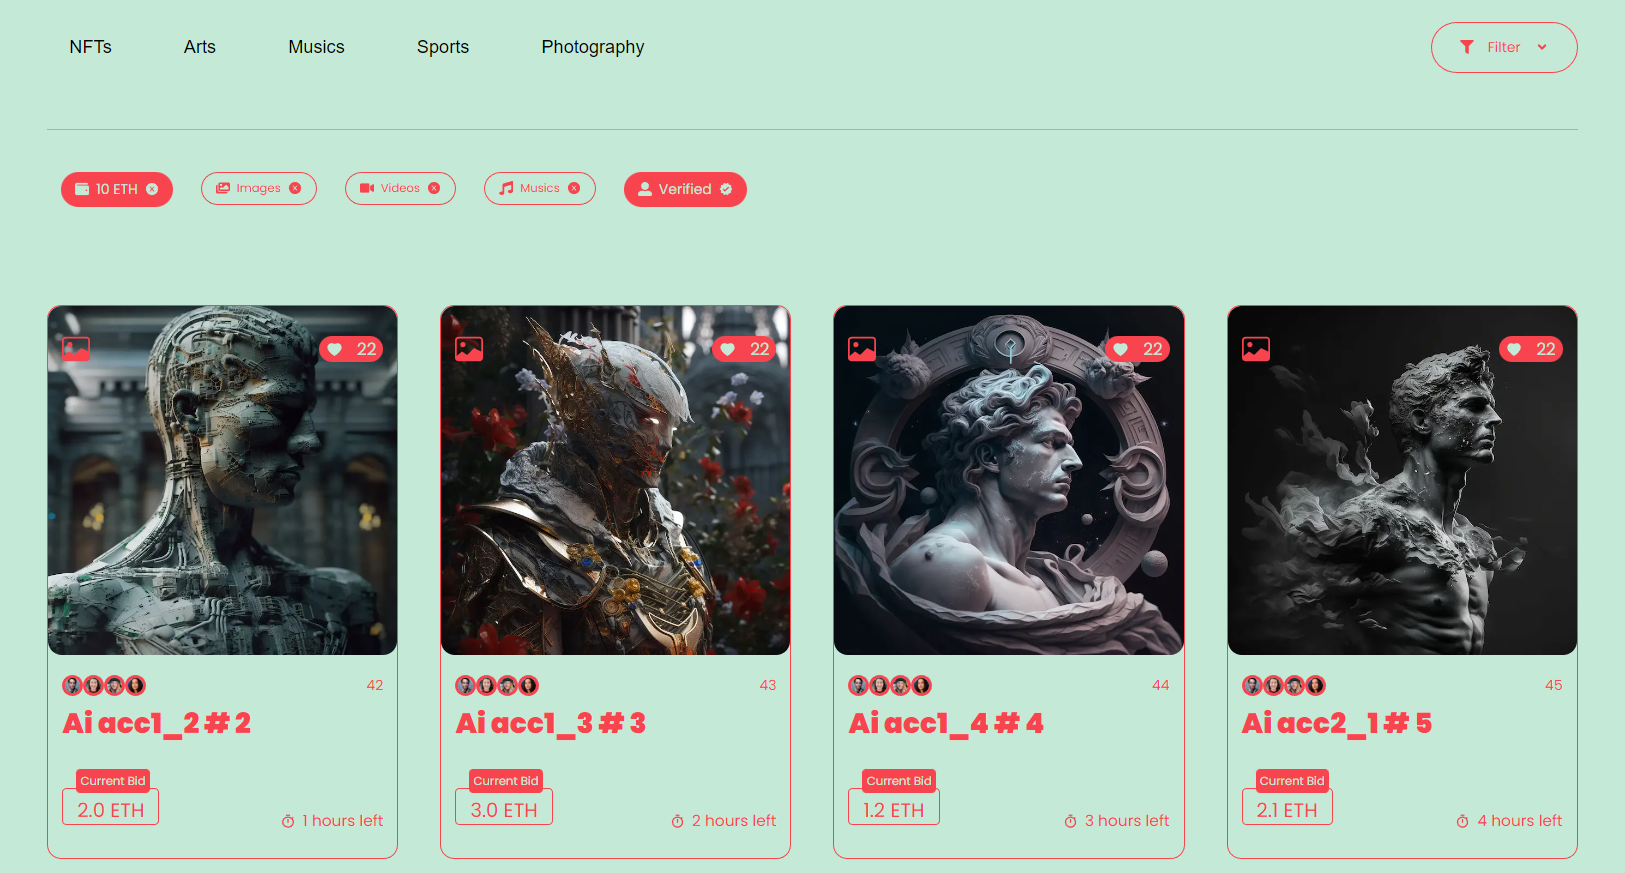 NFTs Arts Musics Sports Photography Filter
10 ETH Images Videos Musics Verified
22 22 22 22
42 43 44 45
Ai acc1_2 # 2 Ai acc1_3 # 3 Ai acc1_4 # 4 Ai acc2_1 # 5
Current Bid Current Bid Current Bid Current Bid
2.0 ETH 1 hours left 3.0 ETH 2 hours left 1.2 ETH 3 hours left 2.1 ETH 4 hours left